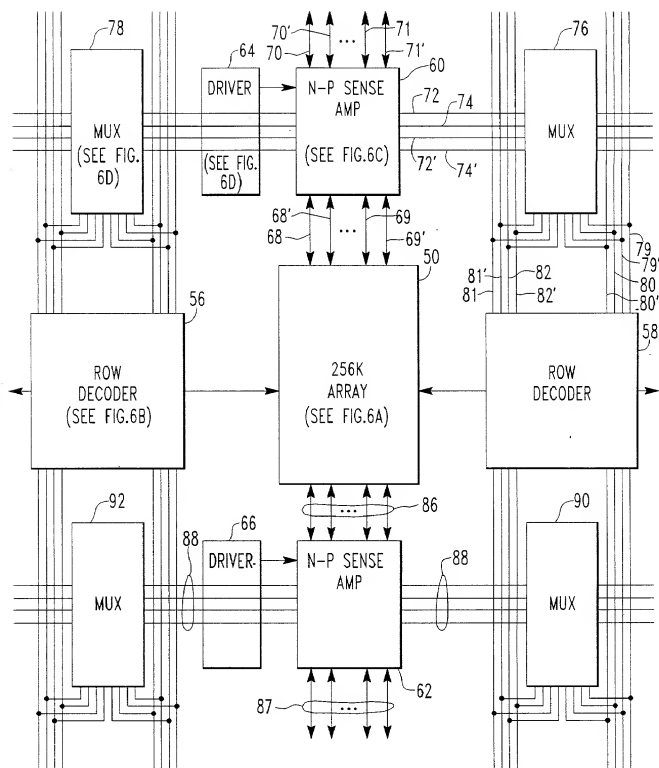 78
70'
70
...
71
71'
76
64
60
DRIVER
N-P SENSE
AMP
72
74
MUX
(SEE FIG.
6D)
(SEE FIG.
6D)
(SEE FIG.6C)
72'
74'
MUX
68'
68
...
69
69'
50
79
79'
80
80'
81'
81
82
82'
56
58
ROW
DECODER
(SEE FIG.6B)
256K
ARRAY
(SEE FIG.6A)
ROW
DECODER
92
88
66
...
86
90
DRIVER
N-P SENSE
AMP
88
MUX
MUX
62
87
...